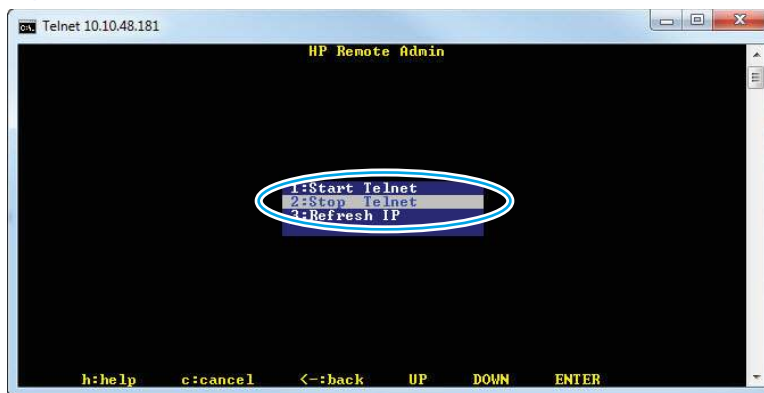 Telnet 10.10.48.181
HP Remote Admin
1:Start Telnet
2:Stop Telnet
3:Refresh IP
h:help c:cancel <-:back UP DOWN ENTER